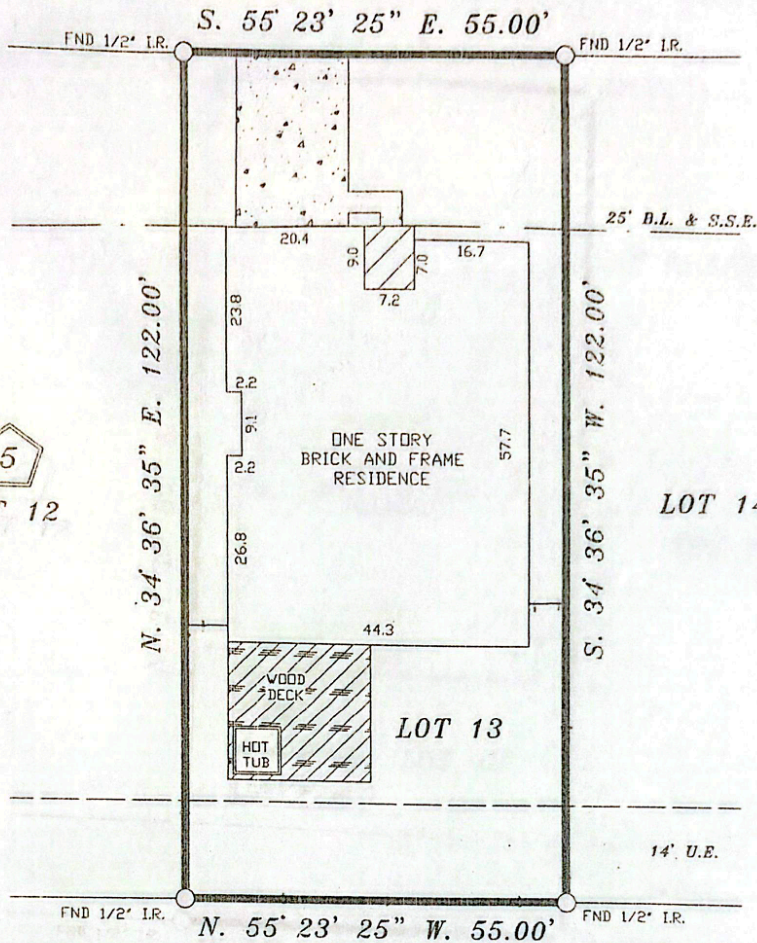 S. 55° 23' 25" E. 55.00'
FND 1/2" I.R.
FND 1/2" I.R.
25' B.L. & S.S.E.
20.4
9.0
7.0
16.7
7.2
23.8
2.2
9.1
2.2
26.8
57.7
ONE STORY
BRICK AND FRAME
RESIDENCE
N. 34° 36' 35" E. 122.00'
S. 34° 36' 35" W. 122.00'
5
12
LOT
44.3
WOOD
DECK
HOT
TUB
LOT 13
14' U.E.
FND 1/2" I.R.
FND 1/2" I.R.
N. 55° 23' 25" W. 55.00'